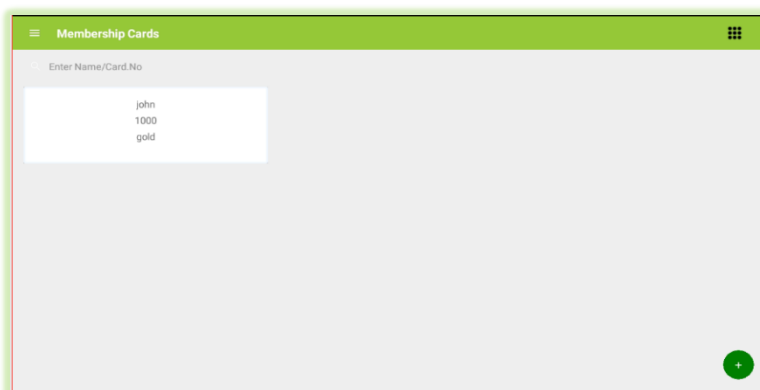 Membership Cards
Enter Name/Card.No
john
1000
gold
+